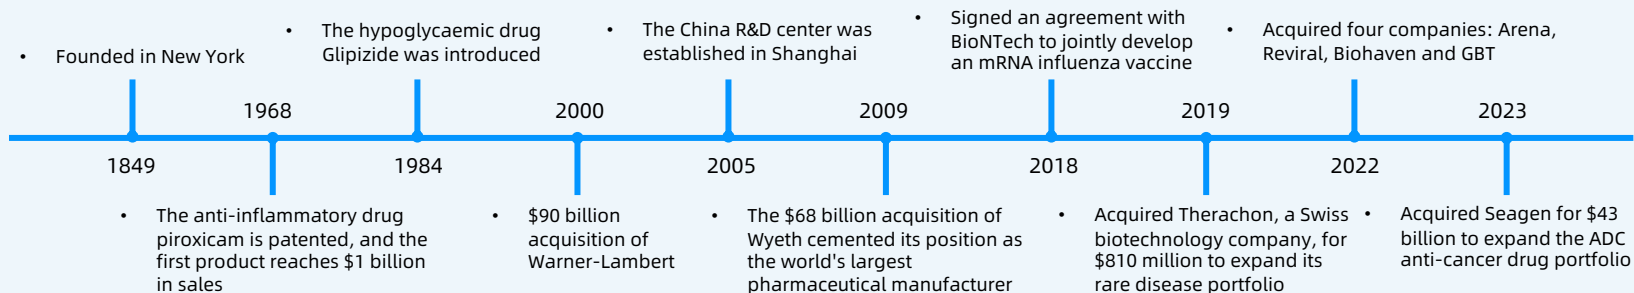 • Founded in New York
• The hypoglycaemic drug
Glipizide was introduced
• The China R&D center was
established in Shanghai
• Signed an agreement with
BioNTech to jointly develop
an mRNA influenza vaccine
• Acquired four companies: Arena,
Reviral, Biohaven and GBT
1968
2000
2009
2019
2023
1849
1984
2005
2018
2022
• The anti-inflammatory drug
piroxicam is patented, and the
first product reaches $1 billion
in sales
• $90 billion
acquisition of
Warner-Lambert
• The $68 billion acquisition of
Wyeth cemented its position as
the world's largest
pharmaceutical manufacturer
• Acquired Therachon, a Swiss
biotechnology company, for
$810 million to expand its
rare disease portfolio
• Acquired Seagen for $43
billion to expand the ADC
anti-cancer drug portfolio